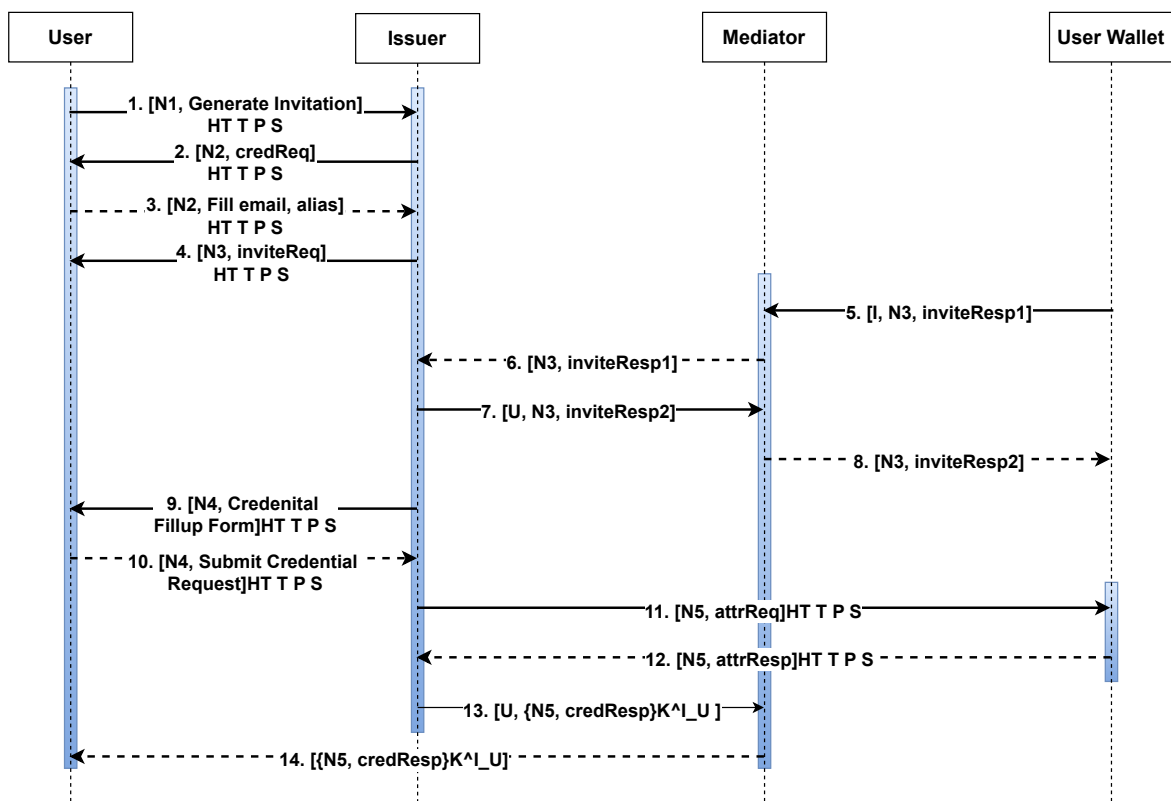 User
Issuer
Mediator
User Wallet
1. [N1, Generate Invitation]
HT T P S
2. [N2, credReq]
HT T P S
3. [N2, Fill email, alias]
HT T P S
4. [N3, inviteReq]
HT T P S
5. [I, N3, inviteResp1]
6. [N3, inviteResp1]
7. [U, N3, inviteResp2]
8. [N3, inviteResp2]
9. [N4, Credenital
Fillup Form]HT T P S
10. [N4, Submit Credential
Request]HT T P S
11. [N5, attrReq]HT T P S
12. [N5, attrResp]HT T P S
13. [U, {N5, credResp}K^I_U ]
14. [{N5, credResp}K^I_U]